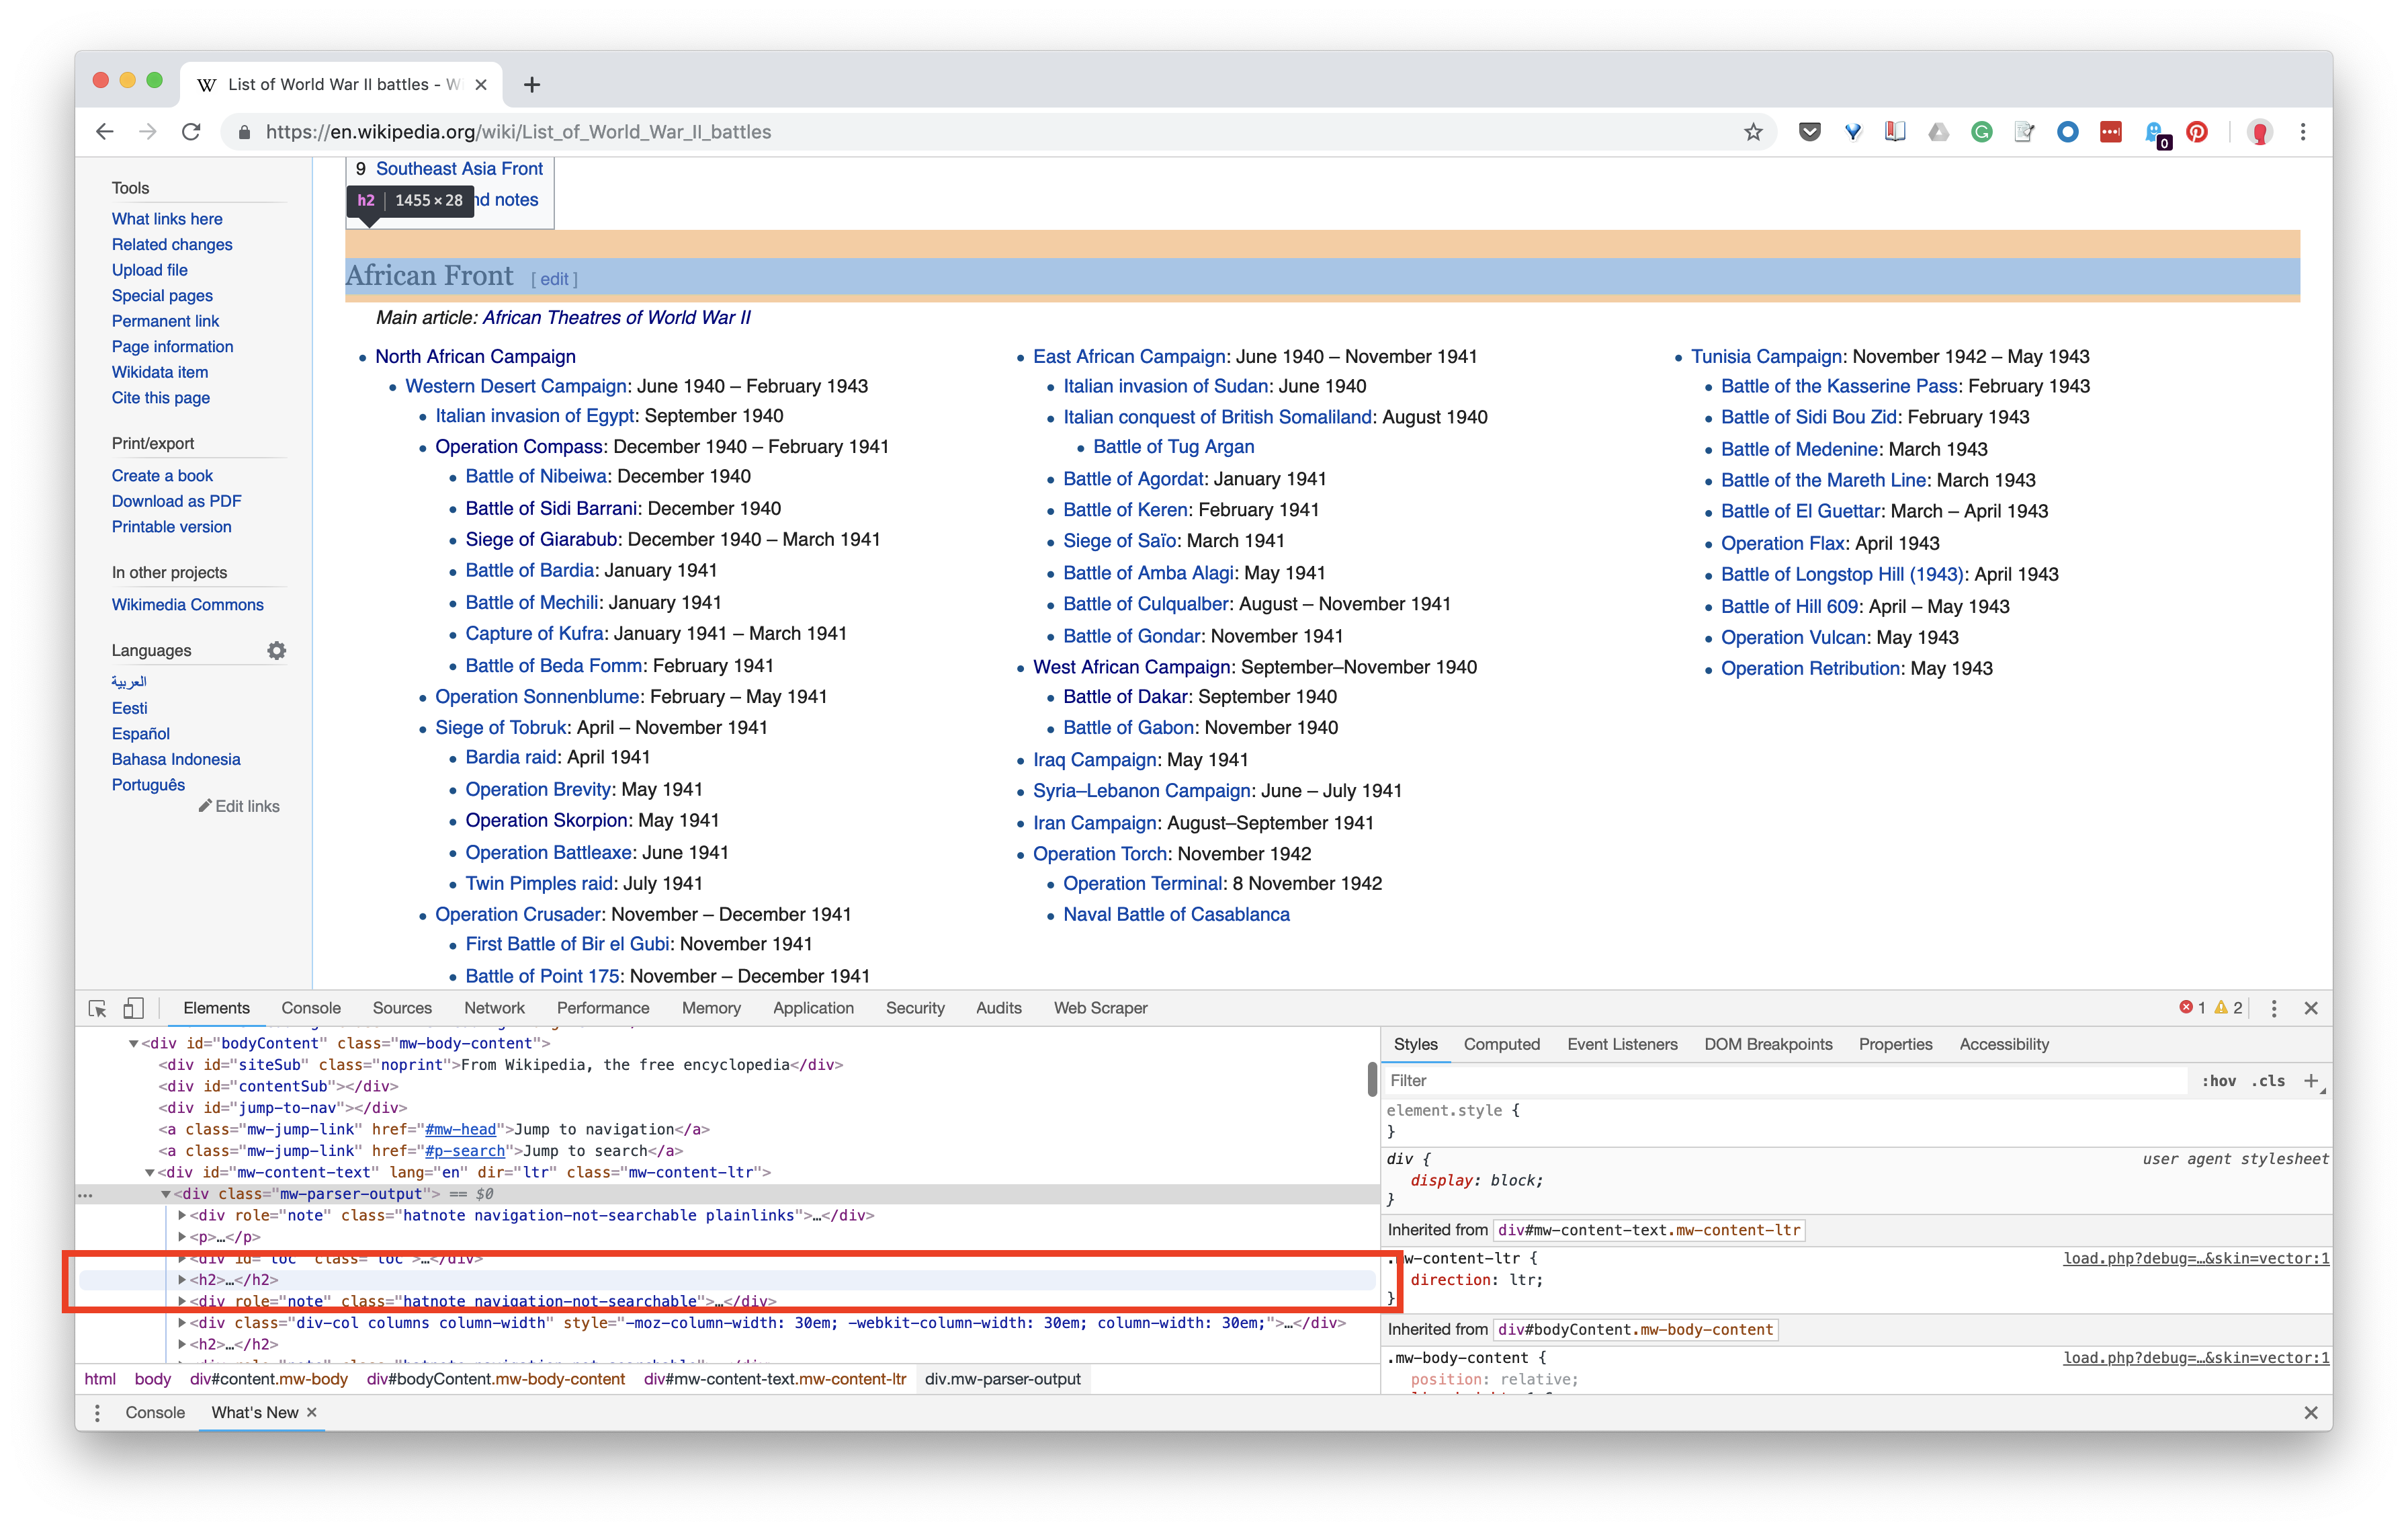 List of World War II battles - W
https://en.wikipedia.org/wiki/List_of_World_War_II_battles
0
Tools
What links here
Related changes
Upload file
Special pages
Permanent link
Page information
Wikidata item
Cite this page
Print/export
Create a book
Download as PDF
Printable version
In other projects
Wikimedia Commons
Languages
العربية
Eesti
Español
Bahasa Indonesia
Português
Edit links
9 Southeast Asia Front
h2 1455 × 28 nd notes
African Front [ edit ]
Main article: African Theatres of World War II
North African Campaign
Western Desert Campaign: June 1940 – February 1943
Italian invasion of Egypt: September 1940
Operation Compass: December 1940 – February 1941
Battle of Nibeiwa: December 1940
Battle of Sidi Barrani: December 1940
Siege of Giarabub: December 1940 – March 1941
Battle of Bardia: January 1941
Battle of Mechili: January 1941
Capture of Kufra: January 1941 – March 1941
Battle of Beda Fomm: February 1941
Operation Sonnenblume: February – May 1941
Siege of Tobruk: April – November 1941
Bardia raid: April 1941
Operation Brevity: May 1941
Operation Skorpion: May 1941
Operation Battleaxe: June 1941
Twin Pimples raid: July 1941
Operation Crusader: November – December 1941
First Battle of Bir el Gubi: November 1941
Battle of Point 175: November – December 1941
East African Campaign: June 1940 – November 1941
Italian invasion of Sudan: June 1940
Italian conquest of British Somaliland: August 1940
Battle of Tug Argan
Battle of Agordat: January 1941
Battle of Keren: February 1941
Siege of Saïo: March 1941
Battle of Amba Alagi: May 1941
Battle of Culqualber: August – November 1941
Battle of Gondar: November 1941
West African Campaign: September–November 1940
Battle of Dakar: September 1940
Battle of Gabon: November 1940
Iraq Campaign: May 1941
Syria–Lebanon Campaign: June – July 1941
Iran Campaign: August–September 1941
Operation Torch: November 1942
Operation Terminal: 8 November 1942
Naval Battle of Casablanca
Tunisia Campaign: November 1942 – May 1943
Battle of the Kasserine Pass: February 1943
Battle of Sidi Bou Zid: February 1943
Battle of Medenine: March 1943
Battle of the Mareth Line: March 1943
Battle of El Guettar: March – April 1943
Operation Flax: April 1943
Battle of Longstop Hill (1943): April 1943
Battle of Hill 609: April – May 1943
Operation Vulcan: May 1943
Operation Retribution: May 1943
Elements Console Sources Network Performance Memory Application Security Audits Web Scraper 1 2
<div id="bodyContent" class="mw-body-content">
<div id="siteSub" class="noprint">From Wikipedia, the free encyclopedia</div>
<div id="contentSub"></div>
<div id="jump-to-nav"></div>
<a class="mw-jump-link" href="#mw-head">Jump to navigation</a>
<a class="mw-jump-link" href="#p-search">Jump to search</a>
<div id="mw-content-text" lang="en" dir="ltr" class="mw-content-ltr">
… <div class="mw-parser-output"> == $0
<div role="note" class="hatnote navigation-not-searchable plainlinks">…</div>
<p>…</p>
<div id="toc" class="toc">…</div>
<h2>…</h2>
<div role="note" class="hatnote navigation-not-searchable">…</div>
<div class="div-col columns column-width" style="-moz-column-width: 30em; -webkit-column-width: 30em; column-width: 30em;">…</div>
<h2>…</h2>
html body div#content.mw-body div#bodyContent.mw-body-content div#mw-content-text.mw-content-ltr div.mw-parser-output
Styles Computed Event Listeners DOM Breakpoints Properties Accessibility
Filter :hov .cls +
element.style {
}
div { user agent stylesheet
display: block;
}
Inherited from div#mw-content-text.mw-content-ltr
.mw-content-ltr { load.php?debug=…&skin=vector:1
direction: ltr;
}
Inherited from div#bodyContent.mw-body-content
.mw-body-content { load.php?debug=…&skin=vector:1
position: relative;
Console What's New